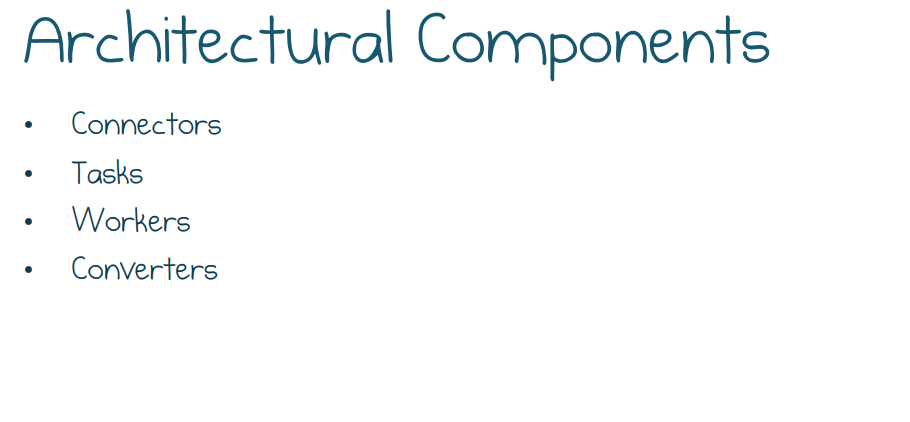 Architectural Components
• Connectors
• Tasks
• Workers
• Converters